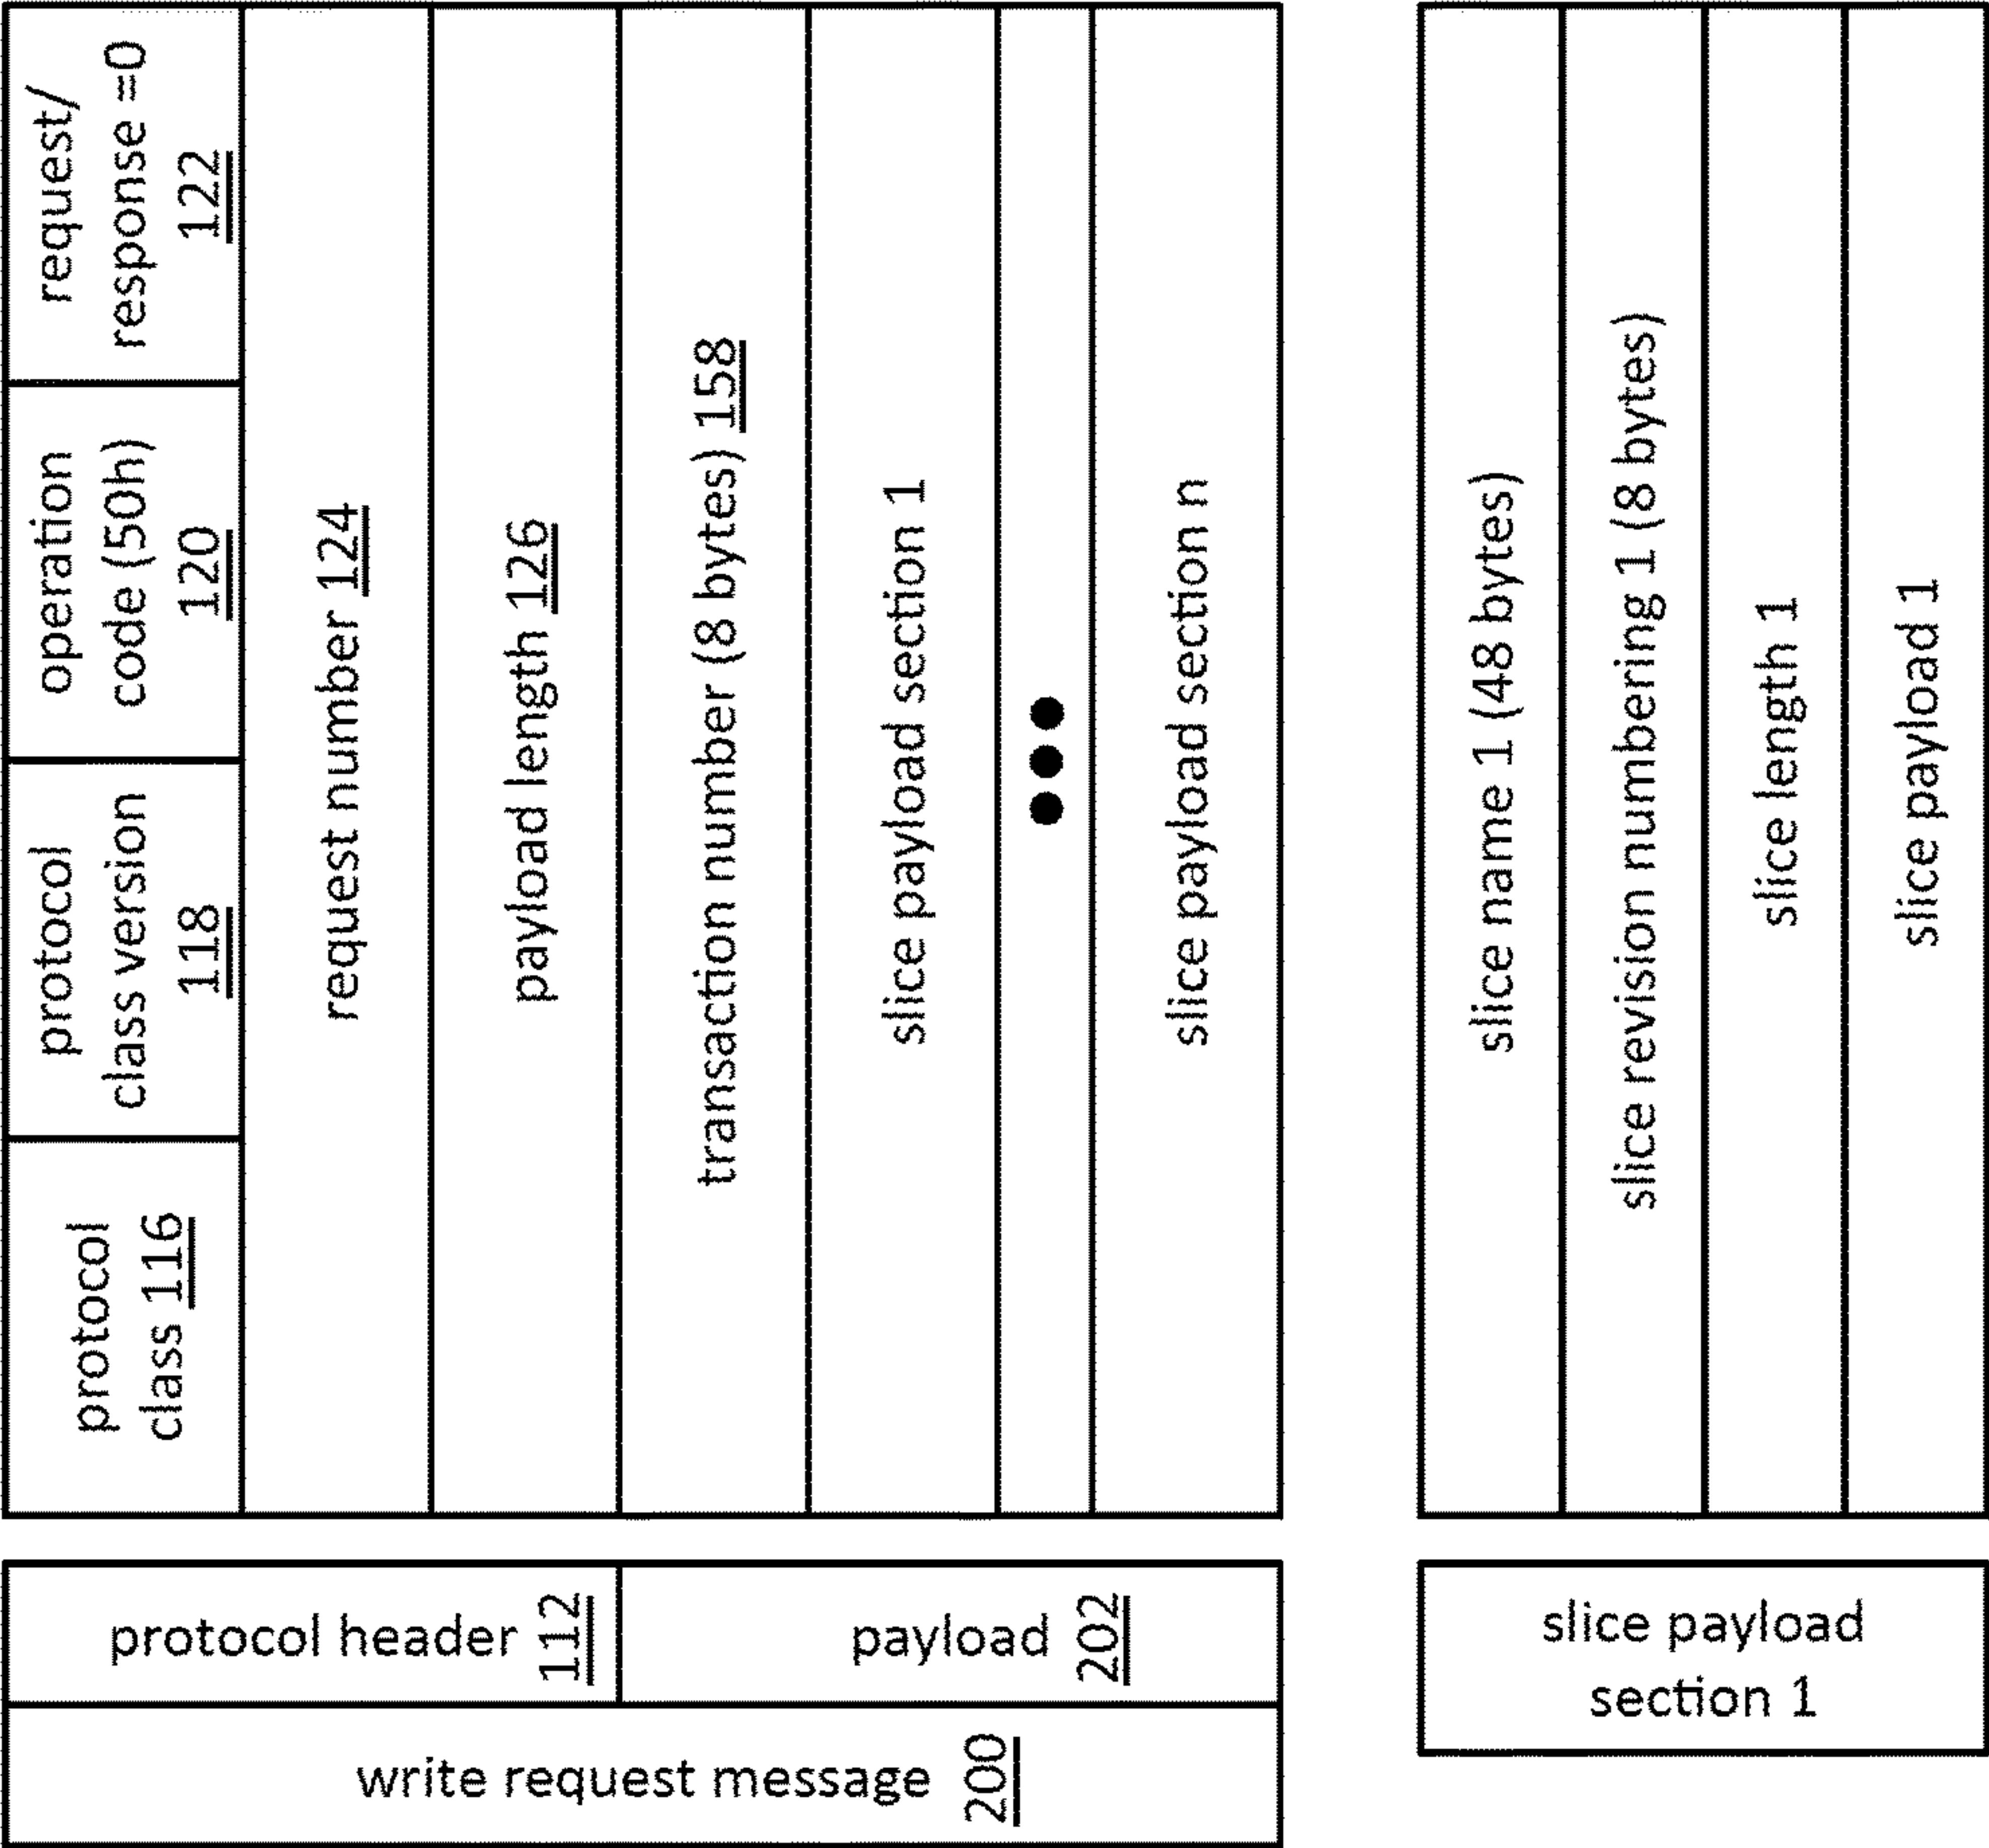 write request message 200
protocol header 112
payload 202
protocol
class 116
protocol
class version
118
operation
code (50h)
120
request/
response =0
122
request number 124
payload length 126
transaction number (8 bytes) 158
slice payload section 1
slice payload section n
slice payload
section 1
slice name 1 (48 bytes)
slice revision numbering 1 (8 bytes)
slice length 1
slice payload 1